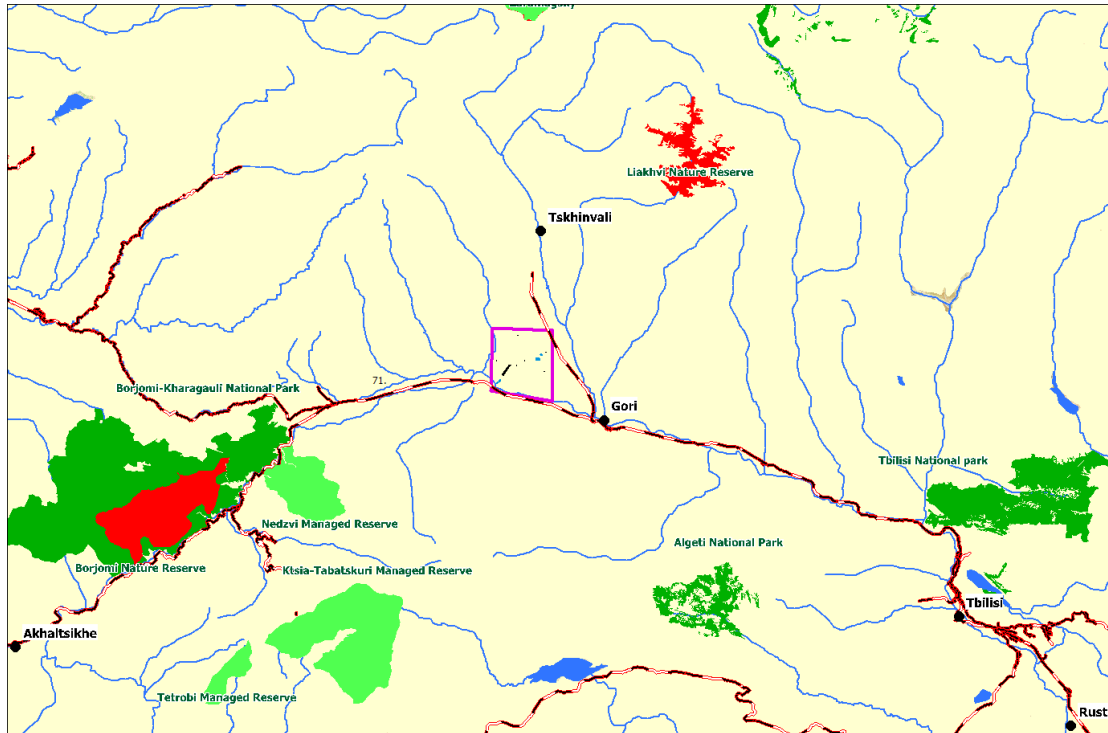 Liakhvi Nature Reserve
Tskhinvali
71.
Borjomi-Kharagauli National Park
Gori
Tbilisi National park
Nedzvi Managed Reserve
Algeti National Park
Borjomi Nature Reserve
Ktsia-Tabatskuri Managed Reserve
Tbilisi
Akhaltsikhe
Tetrobi Managed Reserve
Rust